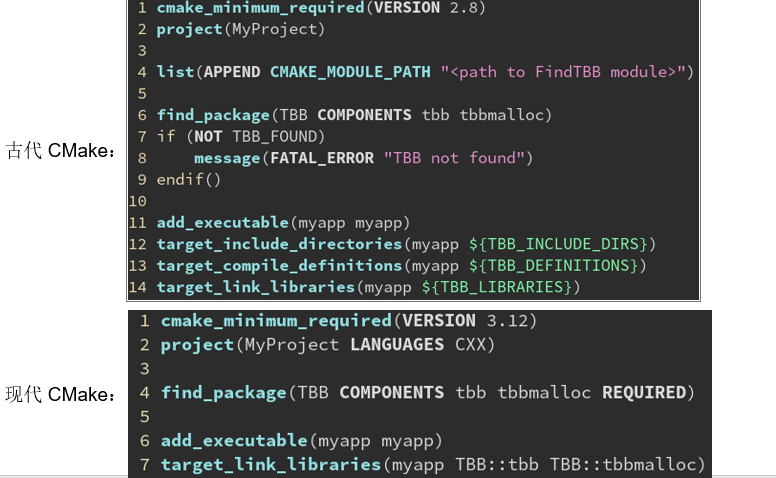 古代 CMake：
1 cmake_minimum_required(VERSION 2.8)
2 project(MyProject)
3
4 list(APPEND CMAKE_MODULE_PATH "<path to FindTBB module>")
5
6 find_package(TBB COMPONENTS tbb tbbmalloc)
7 if (NOT TBB_FOUND)
8     message(FATAL_ERROR "TBB not found")
9 endif()
10
11 add_executable(myapp myapp)
12 target_include_directories(myapp ${TBB_INCLUDE_DIRS})
13 target_compile_definitions(myapp ${TBB_DEFINITIONS})
14 target_link_libraries(myapp ${TBB_LIBRARIES})
现代 CMake：
1 cmake_minimum_required(VERSION 3.12)
2 project(MyProject LANGUAGES CXX)
3
4 find_package(TBB COMPONENTS tbb tbbmalloc REQUIRED)
5
6 add_executable(myapp myapp)
7 target_link_libraries(myapp TBB::tbb TBB::tbbmalloc)